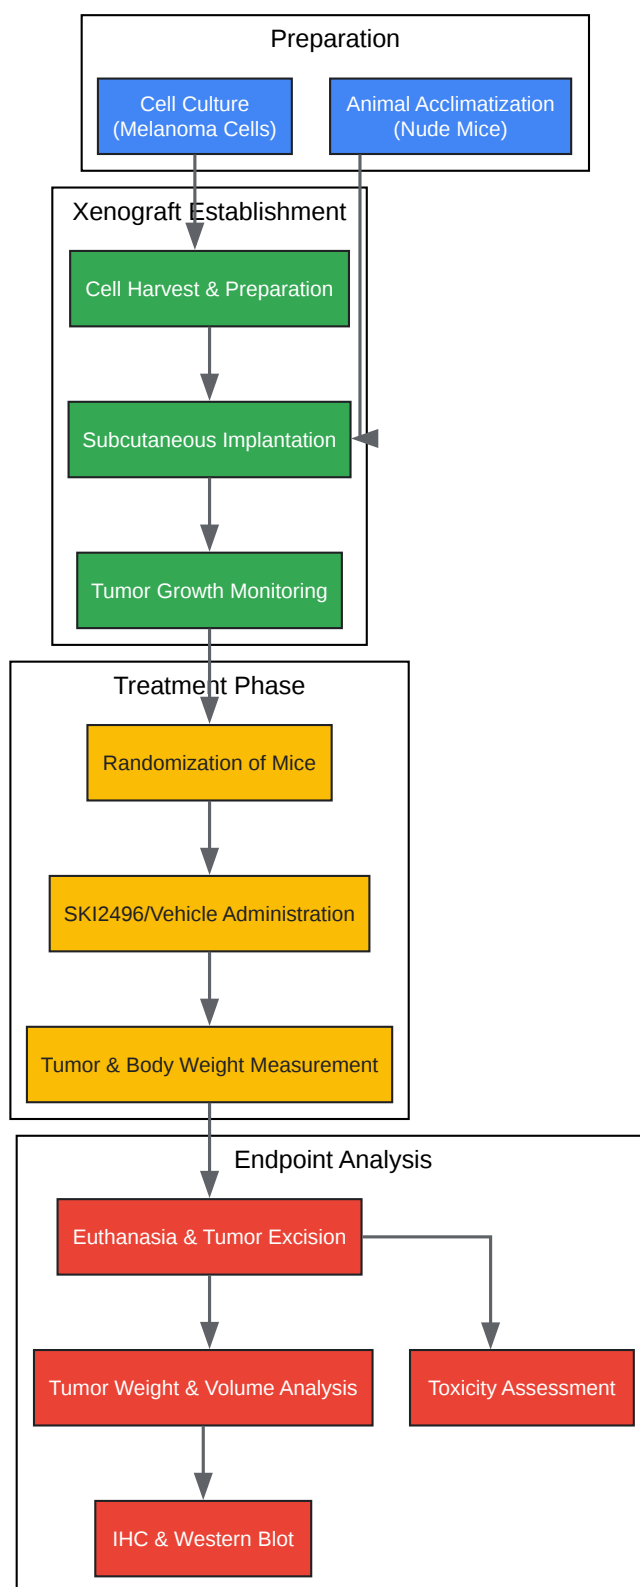 Preparation
Cell Culture
(Melanoma Cells)
Animal Acclimatization
(Nude Mice)
Xenograft Establishment
Cell Harvest & Preparation
Subcutaneous Implantation
Tumor Growth Monitoring
Treatment Phase
Randomization of Mice
SKI2496/Vehicle Administration
Tumor & Body Weight Measurement
Endpoint Analysis
Euthanasia & Tumor Excision
Tumor Weight & Volume Analysis
Toxicity Assessment
IHC & Western Blot